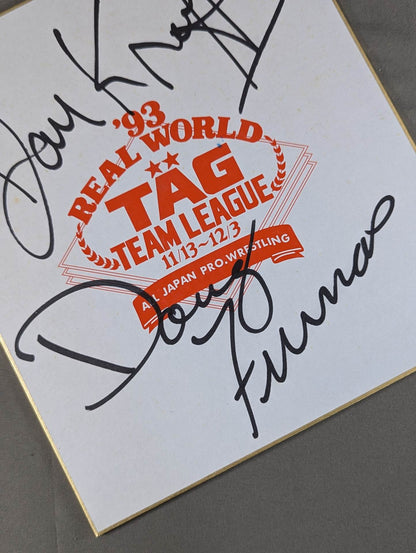 Dan Kroffat
'93
REAL WORLD
TAG
TEAM LEAGUE
11/13~12/3
ALL JAPAN PRO.WRESTLING
Doug
Furnas